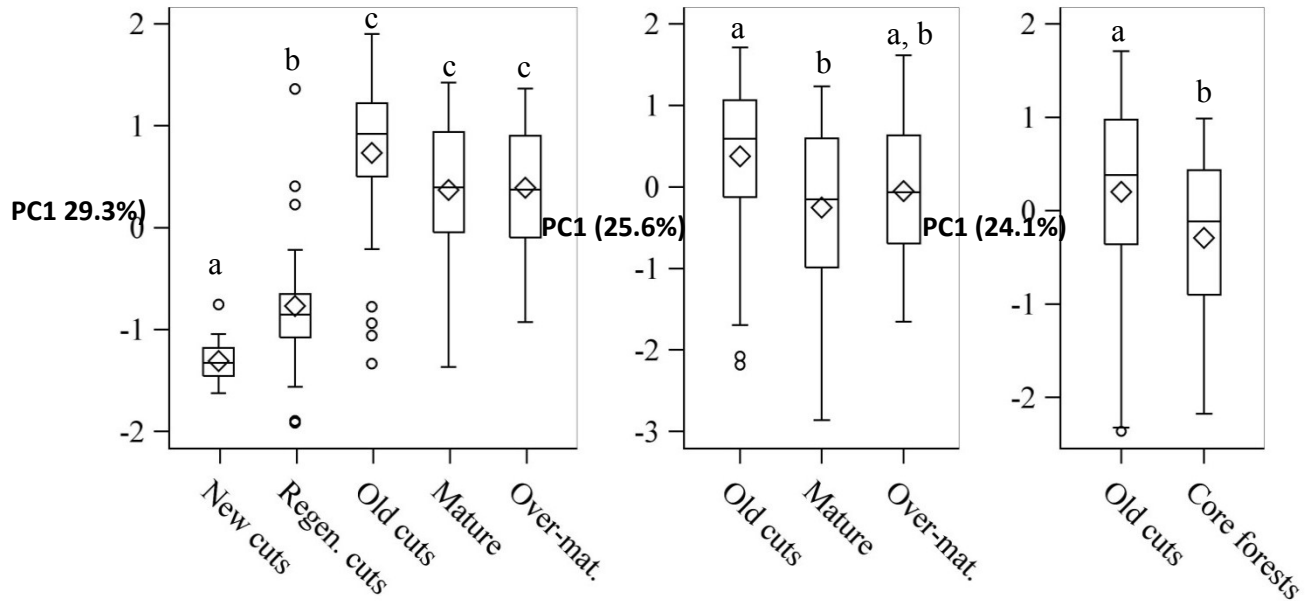 2
1
0
-1
-2
PC1 29.3%)
a
b
c
c
c
New cuts
Regen. cuts
Old cuts
Mature
Over-mat.
2
1
0
-1
-2
-3
PC1 (25.6%)
a
b
a, b
Old cuts
Mature
Over-mat.
2
1
0
-1
-2
PC1 (24.1%)
a
b
Old cuts
Core forests